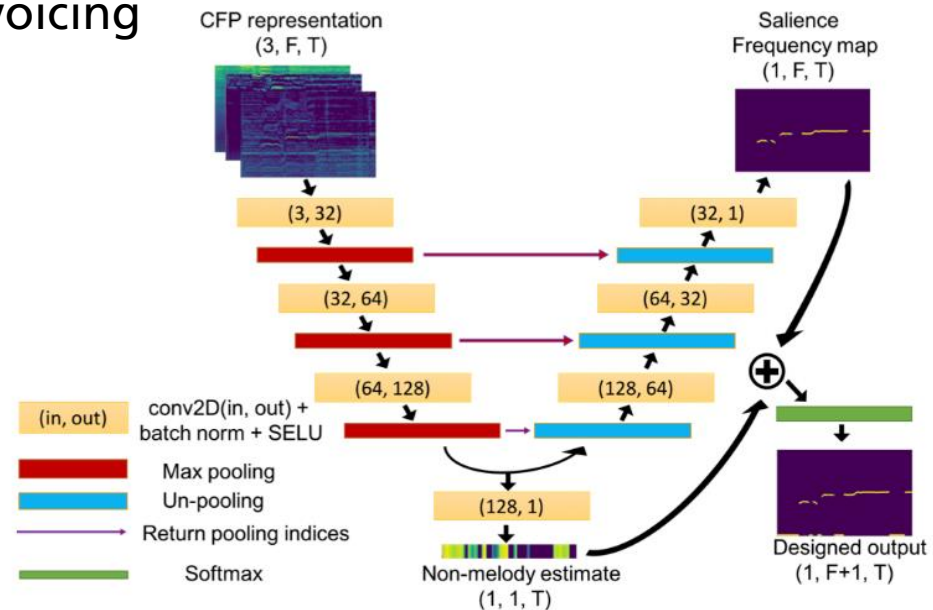 voicing
CFP representation
(3, F, T)
Salience
Frequency map
(1, F, T)
(3, 32)
(32, 1)
(32, 64)
(64, 32)
(64, 128)
(128, 64)
(in, out)
conv2D(in, out) +
batch norm + SELU
Max pooling
Un-pooling
Return pooling indices
Softmax
(128, 1)
Non-melody estimate
(1, 1, T)
Designed output
(1, F+1, T)